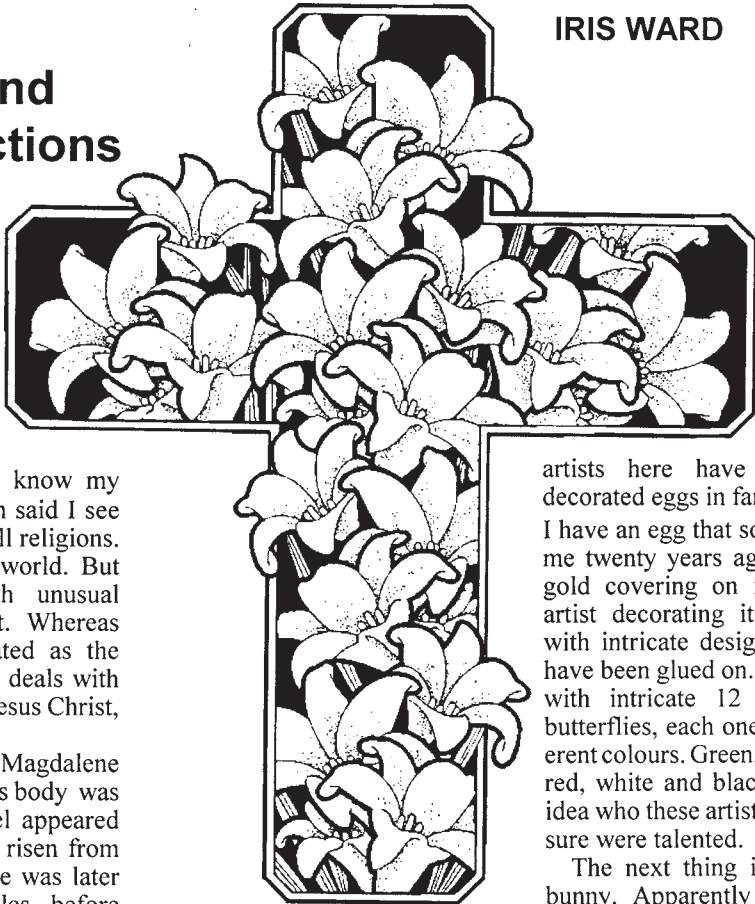 IRIS WARD
nd
ctions
know my
n said I see
ll religions.
world. But
th unusual
t. Whereas
ated as the
deals with
esus Christ,
Magdalene
s body was
el appeared
risen from
e was later
les before
artists here have
decorated eggs in fan
I have an egg that so
me twenty years ag
gold covering on
artist decorating it
with intricate desig
have been glued on.
with intricate 12
butterflies, each one
erent colours. Green,
red, white and blac
idea who these artist
sure were talented.
The next thing i
bunny. Apparently